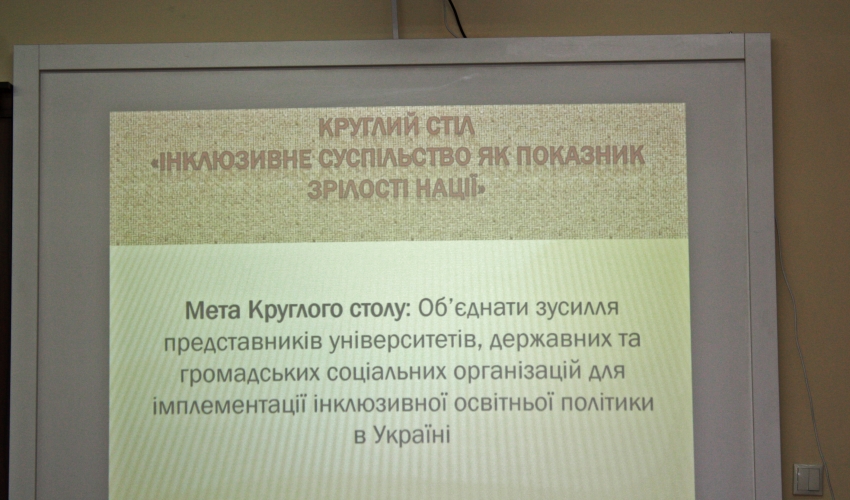 КРУГЛИЙ СТІЛ
«ІНКЛЮЗИВНЕ СУСПІЛЬСТВО ЯК ПОКАЗНИК
ЗРІЛОСТІ НАЦІЇ»
Мета Круглого столу: Об’єднати зусилля
представників університетів, державних та
громадських соціальних організацій для
імплементації інклюзивної освітньої політики
в Україні